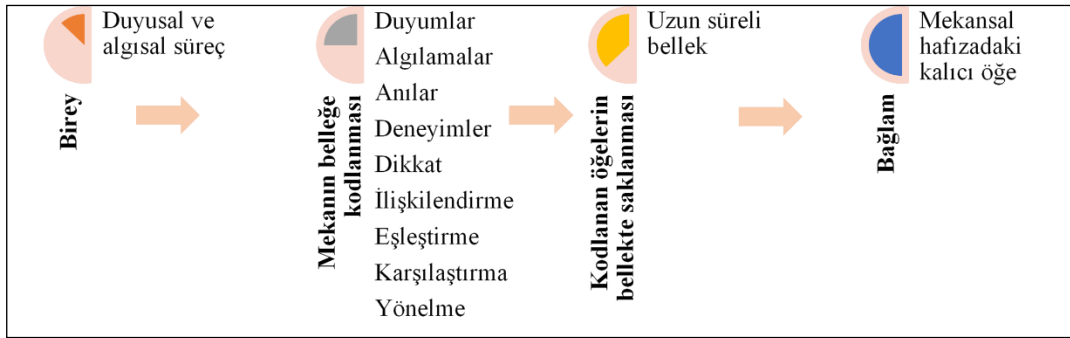 Birey
Duyusal ve
algısal süreç
Mekanın belleğe
kodlanması
Duyumlar
Algılamalar
Anılar
Deneyimler
Dikkat
İlişkilendirme
Eşleştirme
Karşılaştırma
Yönelme
Kodlanan öğelerin
bellekte saklanması
Uzun süreli
bellek
Bağlam
Mekansal
hafızadaki
kalıcı öğe